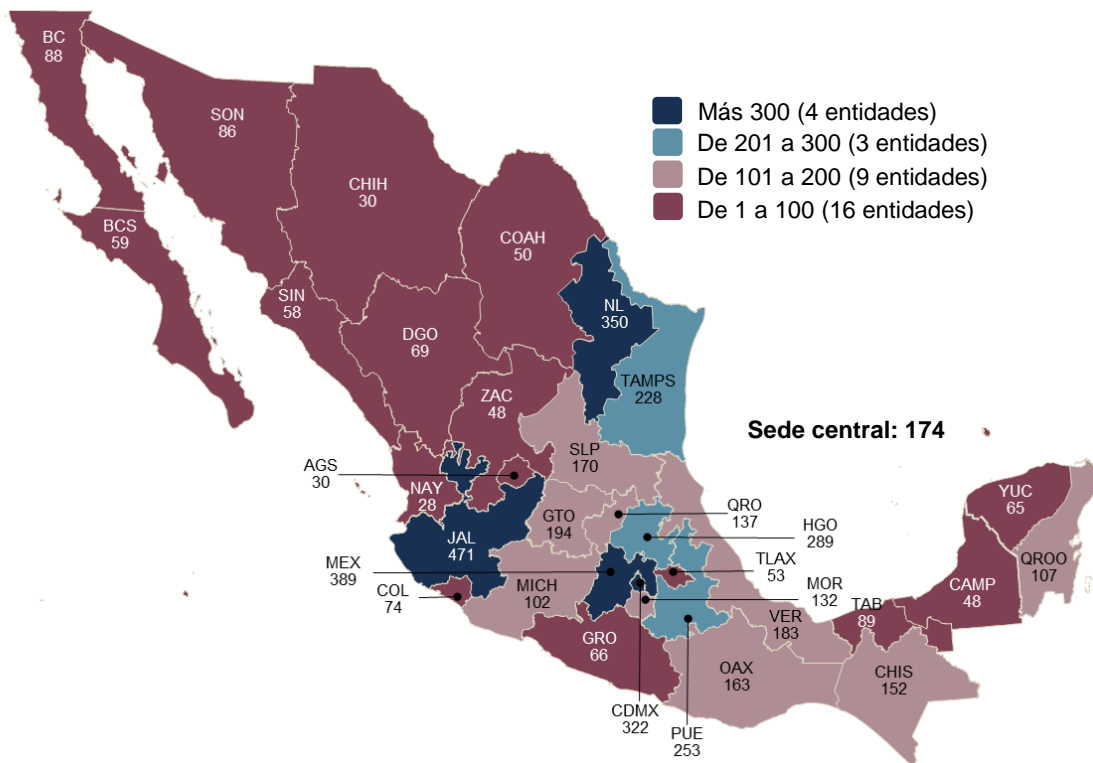 BC
88
SON
86
CHIH
30
Más 300 (4 entidades)
De 201 a 300 (3 entidades)
De 101 a 200 (9 entidades)
De 1 a 100 (16 entidades)
BCS
59
COAH
50
SIN
58
NL
350
DGO
69
TAMPS
228
ZAC
48
Sede central: 174
SLP
170
AGS
30
NAY
28
YUC
65
QRO
137
GTO
194
HGO
289
JAL
471
QROO
107
MEX
389
TLAX
53
MICH
102
COL
74
MOR
132
CAMP
48
TAB
89
VER
183
GRO
66
OAX
163
CHIS
152
CDMX
322
PUE
253